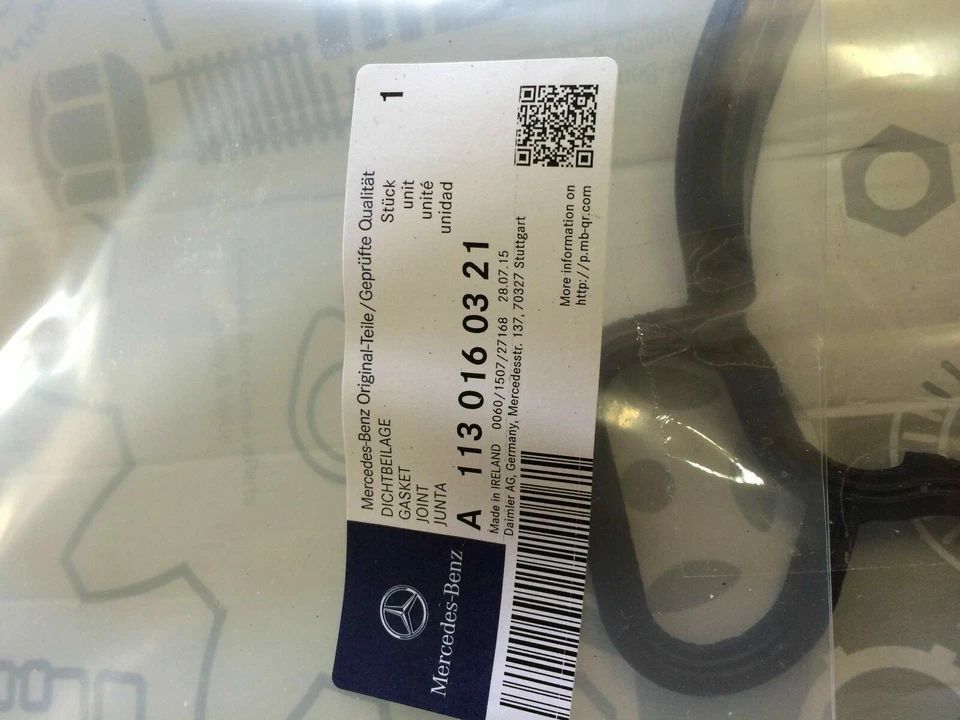 Mercedes-Benz Original-Teile/Geprüfte Qualität
DICHTBEILAGE
GASKET
JOINT
JUNTA
1
Stück
unit
unité
unidad
A 113 016 03 21
Made in IRELAND 0060/1507/27168 28.07.15
Daimler AG, Germany, Mercedesstr. 137, 70327 Stuttgart
More information on
http://p.mb-qr.com
Mercedes-Benz